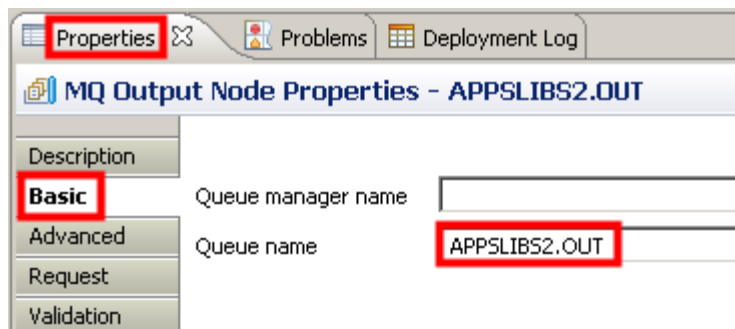 Properties Problems Deployment Log
MQ Output Node Properties - APPSLIBS2.OUT
Description
Basic
Queue manager name
Advanced
Queue name APPSLIBS2.OUT
Request
Validation